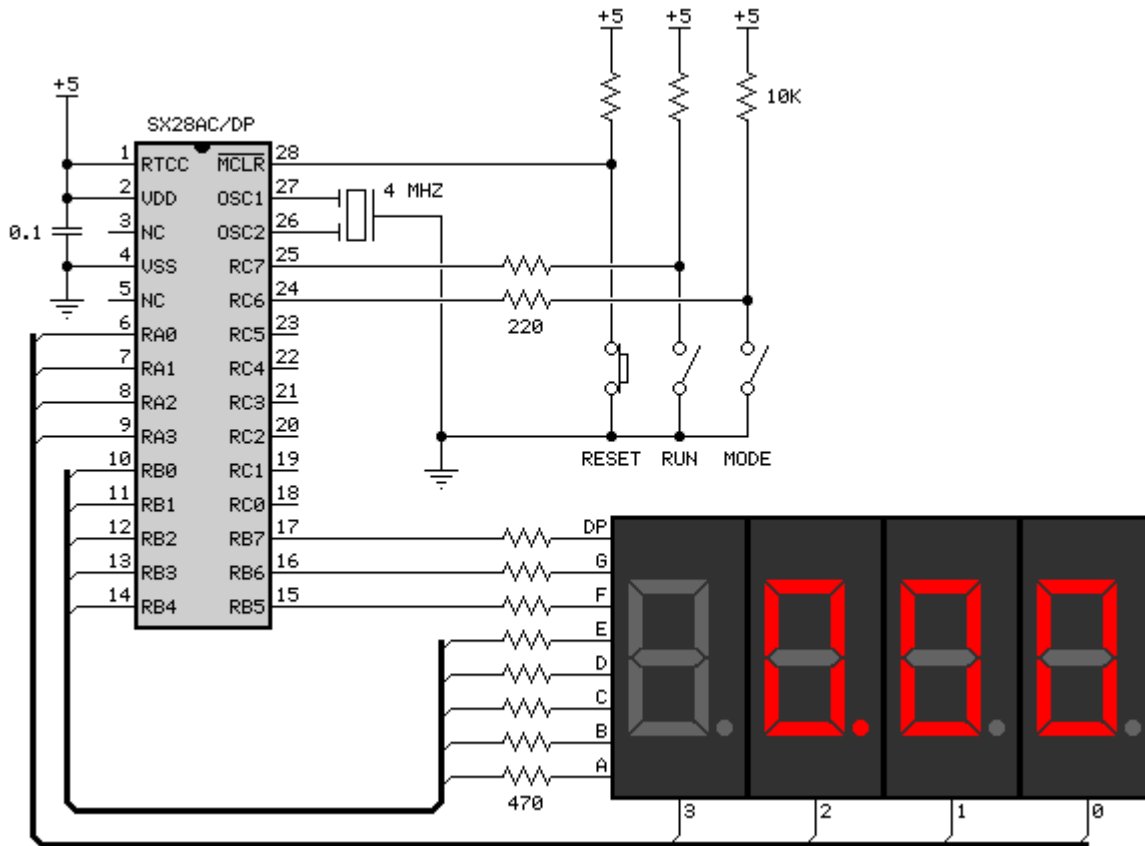 +5 +5 +5
+5
10K
SX28AC/DP
1 RTCC MCLR 28
2 VDD OSC1 27 4 MHZ
3 NC OSC2 26
0.1
4 VSS RC7 25
5 NC RC6 24
220
6 RA0 RC5 23
7 RA1 RC4 22
8 RA2 RC3 21
9 RA3 RC2 20
RESET RUN MODE
10 RB0 RC1 19
11 RB1 RC0 18
12 RB2 RB7 17 DP
13 RB3 RB6 16 G
14 RB4 RB5 15 F
E
D
C
B
A
470
0.00
3 2 1 0